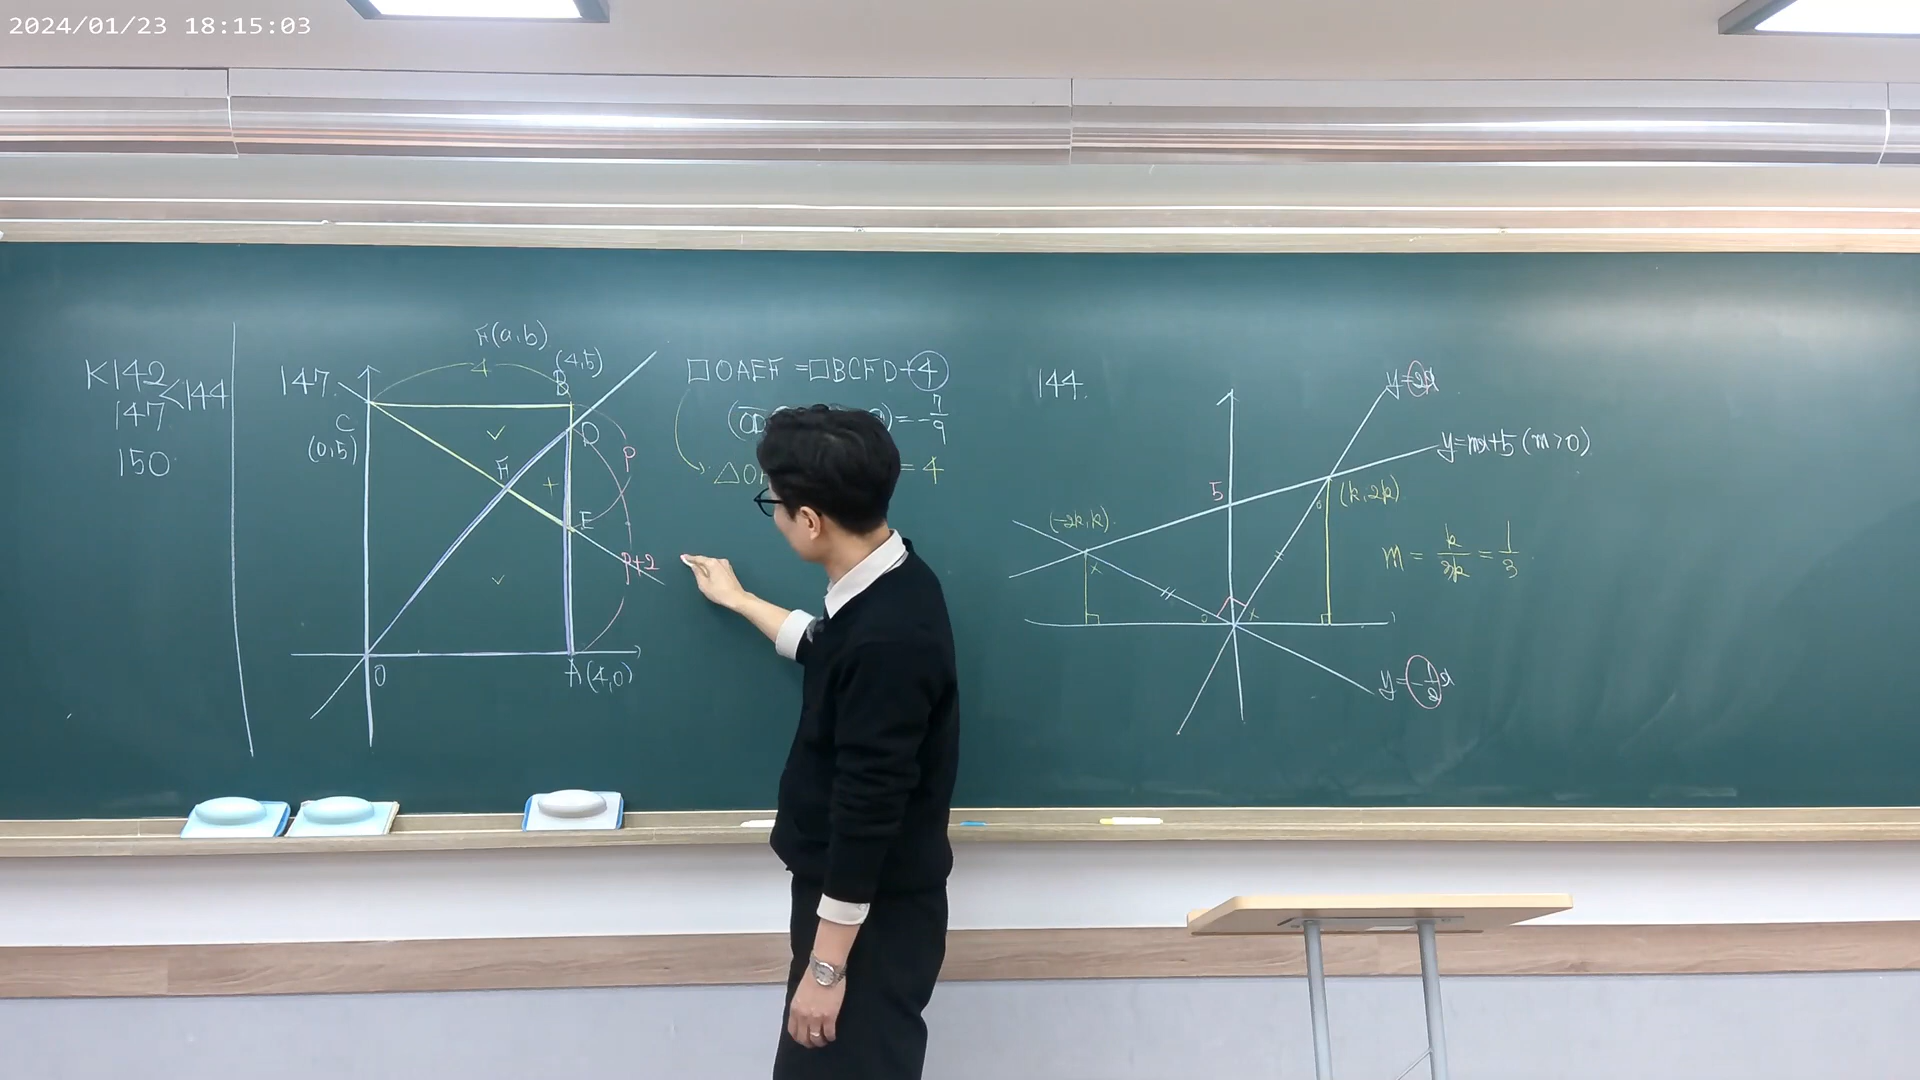 2024/01/23 18:15:03
K142
147 < 144
150
147.
F(a,b)
4
(4,5)
B
C
(0,5)
D
P
F
+
E
P+2
O
A(4,0)
□OAEF = □BCFD+4
= -7/9
= 4
144.
y=2x
y=mx+5 (m>0)
5
(k, 2k)
(-2k, k)
m = k/3k = 1/3
y=-1/2x